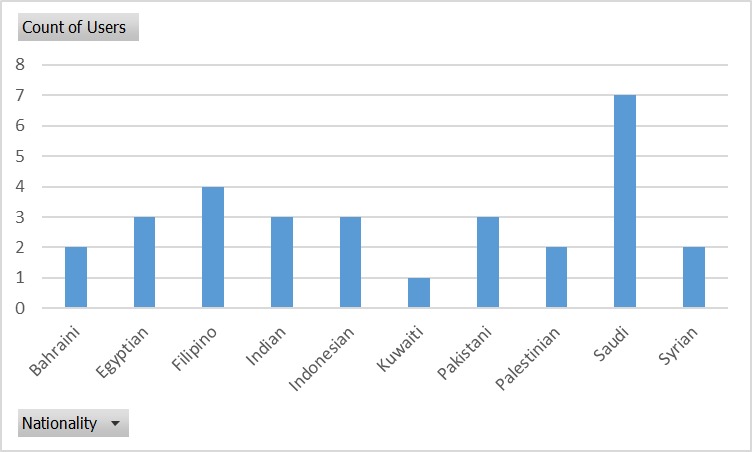 Count of Users
8
7
6
5
4
3
2
1
0
Bahraini
Egyptian
Filipino
Indian
Indonesian
Kuwaiti
Pakistani
Palestinian
Saudi
Syrian
Nationality